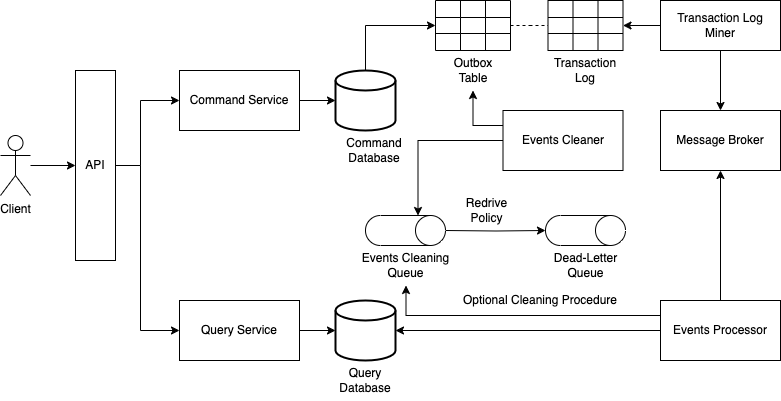 Transaction Log
Miner
Outbox
Table
Transaction
Log
Command Service
Command
Database
Events Cleaner
Message Broker
API
Client
Redrive
Policy
Events Cleaning
Queue
Dead-Letter
Queue
Optional Cleaning Procedure
Query Service
Query
Database
Events Processor